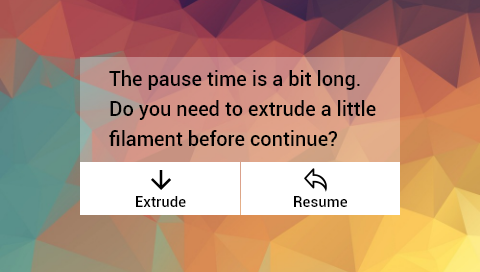 The pause time is a bit long.
Do you need to extrude a little
filament before continue?
Extrude
Resume